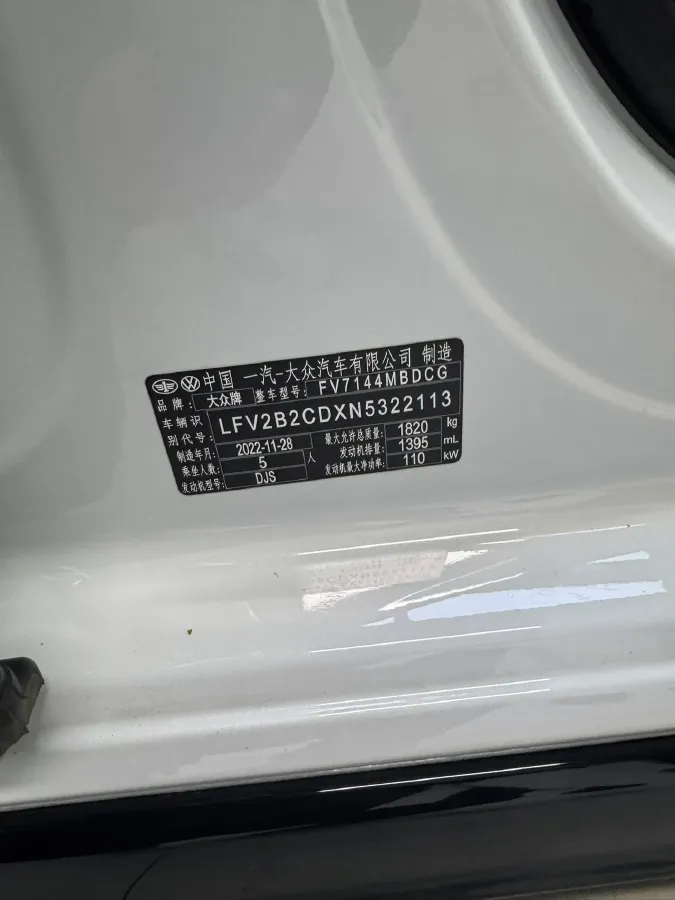 中国 一汽-大众汽车有限公司 制造
品牌: 大众牌 整车型号: FV7144MBDCG
车辆识别代号: LFV2B2CDXN5322113
制造年月: 2022-11-28 最大允许总质量: 1820 kg
乘坐人数: 5 发动机排量: 1395 mL
发动机型号: DJS 发动机最大净功率: 110 kW